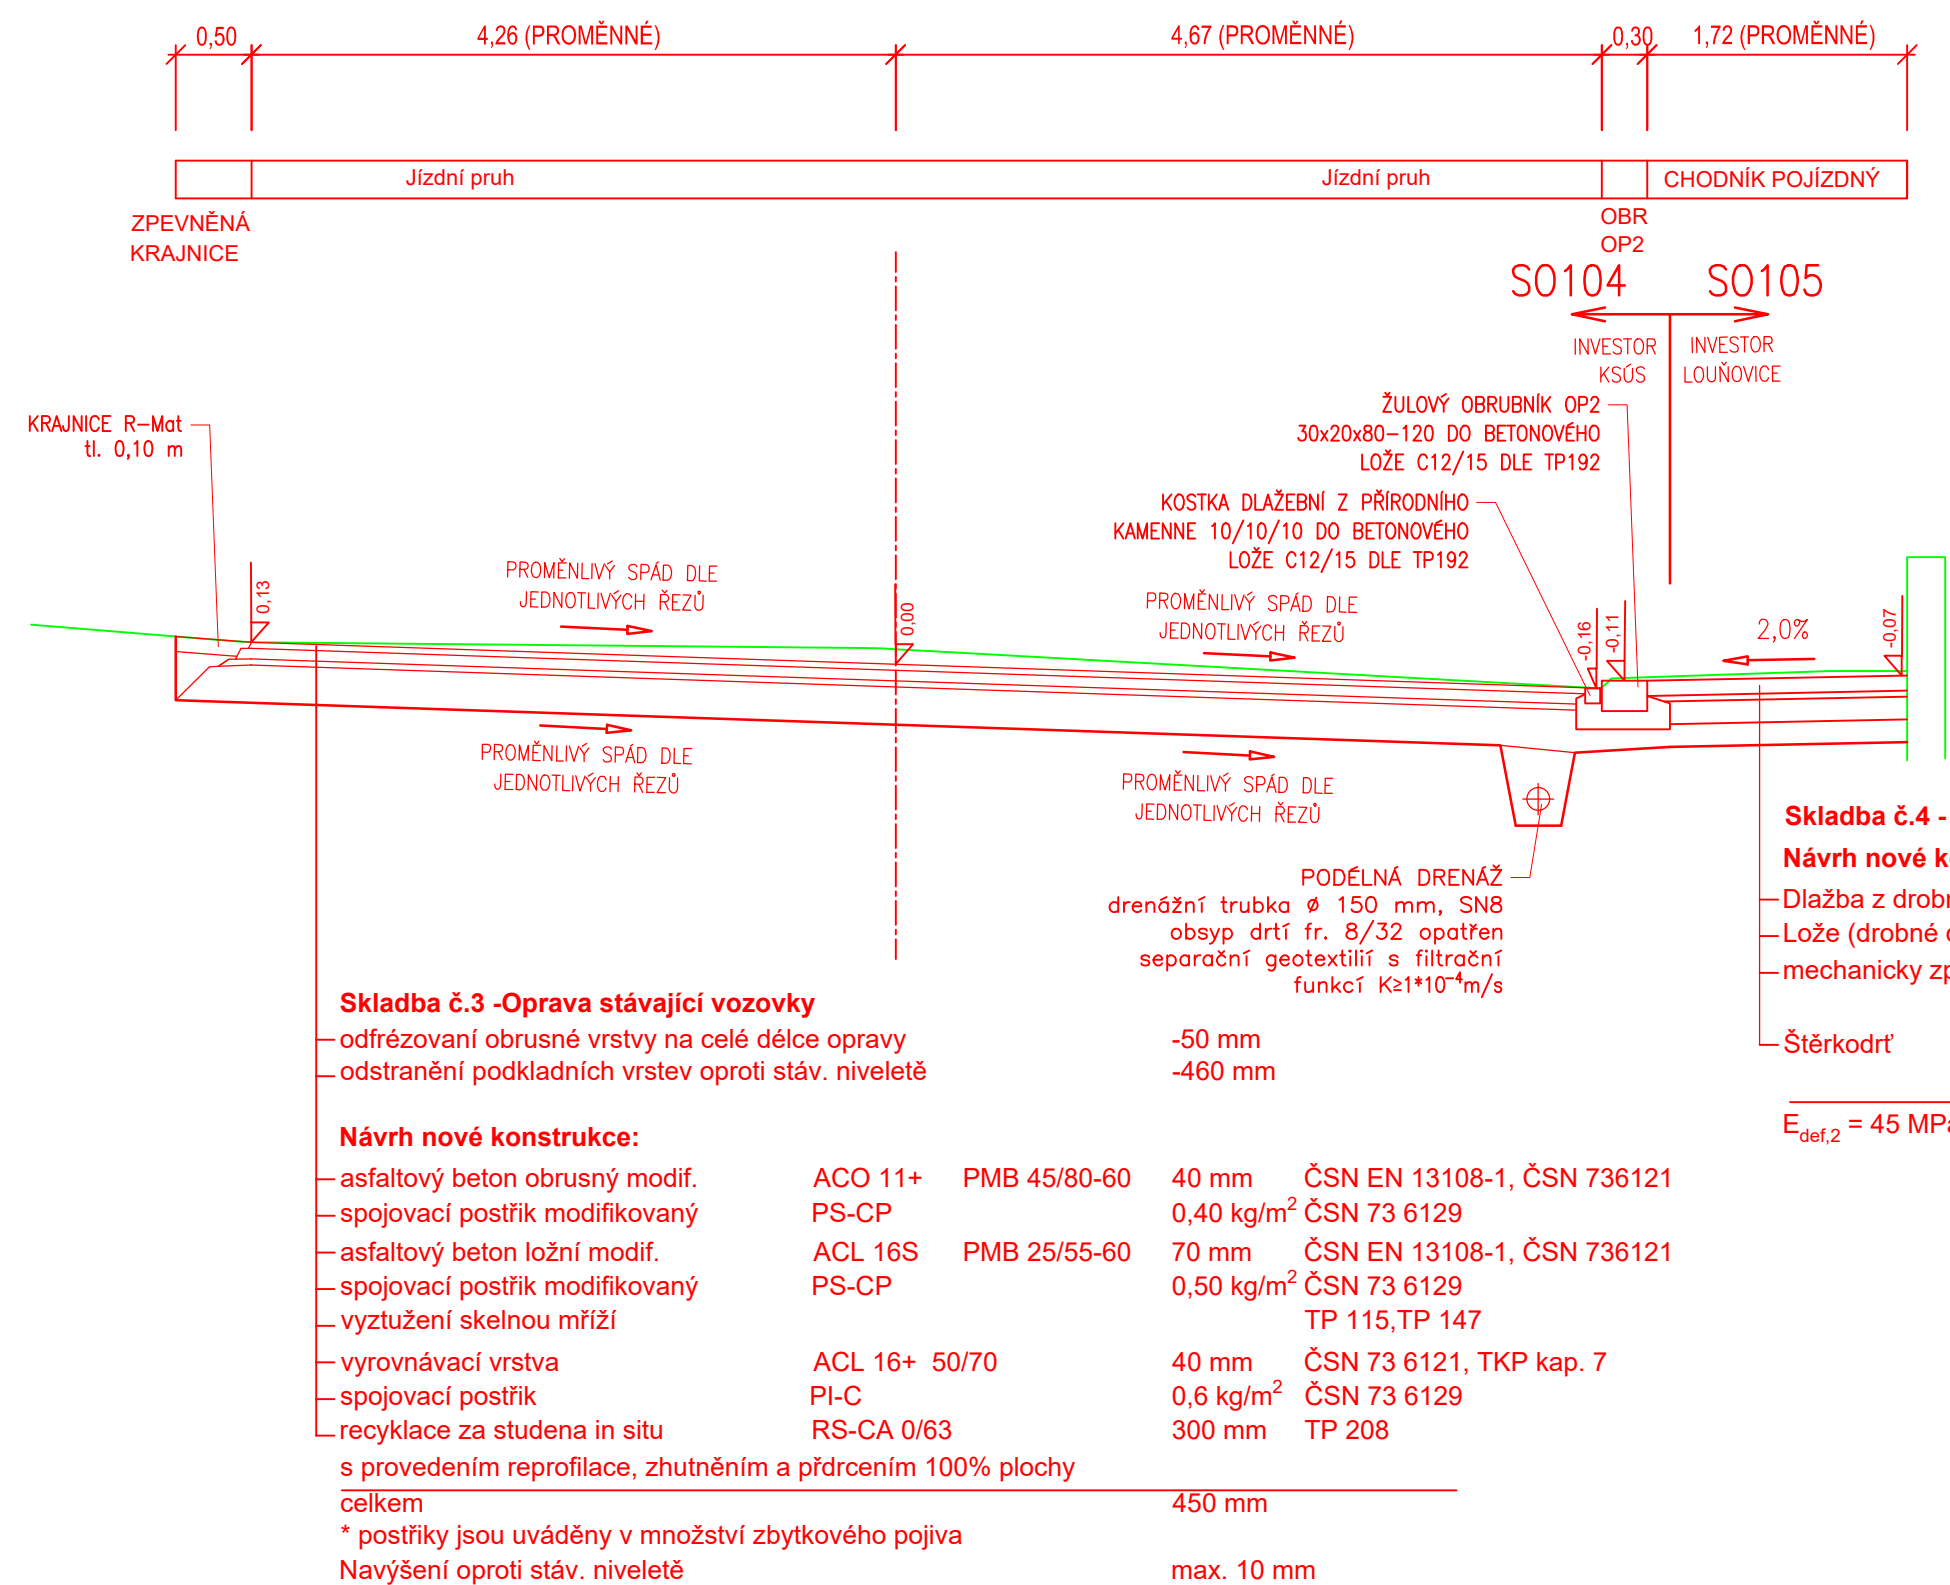 0,50 4,26 (PROMĚNNÉ) 4,67 (PROMĚNNÉ) 0,30 1,72 (PROMĚNNÉ)
Jízdní pruh Jízdní pruh CHODNÍK POJÍZDNÝ
ZPEVNĚNÁ
KRAJNICE
OBR
OP2
SO104 SO105
INVESTOR
KSÚS
INVESTOR
LOUŇOVICE
KRAJNICE R-Mat
tl. 0,10 m
ŽULOVÝ OBRUBNÍK OP2
30x20x80-120 DO BETONOVÉHO
LOŽE C12/15 DLE TP192
KOSTKA DLAŽEBNÍ Z PŘÍRODNÍHO
KAMENNE 10/10/10 DO BETONOVÉHO
LOŽE C12/15 DLE TP192
PROMĚNLIVÝ SPÁD DLE
JEDNOTLIVÝCH ŘEZŮ
PROMĚNLIVÝ SPÁD DLE
JEDNOTLIVÝCH ŘEZŮ
0,13
0,00
-0,16
-0,11
2,0%
-0,07
PROMĚNLIVÝ SPÁD DLE
JEDNOTLIVÝCH ŘEZŮ
PROMĚNLIVÝ SPÁD DLE
JEDNOTLIVÝCH ŘEZŮ
PODÉLNÁ DRENÁŽ
drenážní trubka ø 150 mm, SN8
obsyp drtí fr. 8/32 opatřen
separační geotextilií s filtrační
funkcí K≥1*10⁻⁴m/s
Skladba č.4 -
Návrh nové k
Dlažba z drob
Lože (drobné
mechanicky zp
Štěrkodrť
E def,2 = 45 MPa
Skladba č.3 -Oprava stávající vozovky
odfrézovaní obrusné vrstvy na celé délce opravy -50 mm
odstranění podkladních vrstev oproti stáv. niveletě -460 mm
Návrh nové konstrukce:
asfaltový beton obrusný modif. ACO 11+ PMB 45/80-60 40 mm ČSN EN 13108-1, ČSN 736121
spojovací postřik modifikovaný PS-CP 0,40 kg/m² ČSN 73 6129
asfaltový beton ložní modif. ACL 16S PMB 25/55-60 70 mm ČSN EN 13108-1, ČSN 736121
spojovací postřik modifikovaný PS-CP 0,50 kg/m² ČSN 73 6129
vyztužení skelnou mříží TP 115,TP 147
vyrovnávací vrstva ACL 16+ 50/70 40 mm ČSN 73 6121, TKP kap. 7
spojovací postřik PI-C 0,6 kg/m² ČSN 73 6129
recyklace za studena in situ RS-CA 0/63 300 mm TP 208
s provedením reprofilace, zhutněním a přdrcením 100% plochy
celkem 450 mm
* postřiky jsou uváděny v množství zbytkového pojiva
Navýšení oproti stáv. niveletě max. 10 mm